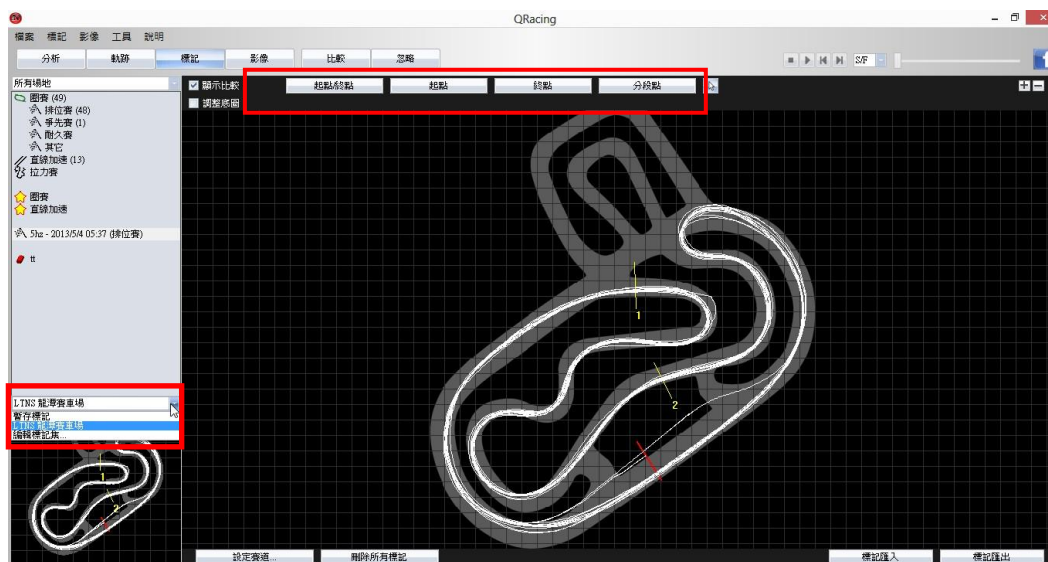 QRacing
檔案 標記 影像 工具 說明
分析 軌跡 標記 影像 比較 忽略 S/F
所有場地
圈賽 (49)
排位賽 (48)
爭先賽 (1)
耐久賽
其它
直線加速 (13)
拉力賽
圈賽
直線加速
5hz - 2013/5/4 05:37 (排位賽)
tt
顯示比較 起點/終點 起點 終點 分段點
調整底圖
1
2
LTNS 龍潭賽車場
暫存標記
LTNS 龍潭賽車場
編輯標記集...
1
2
設定賽道... 刪除所有標記 標記匯入 標記匯出